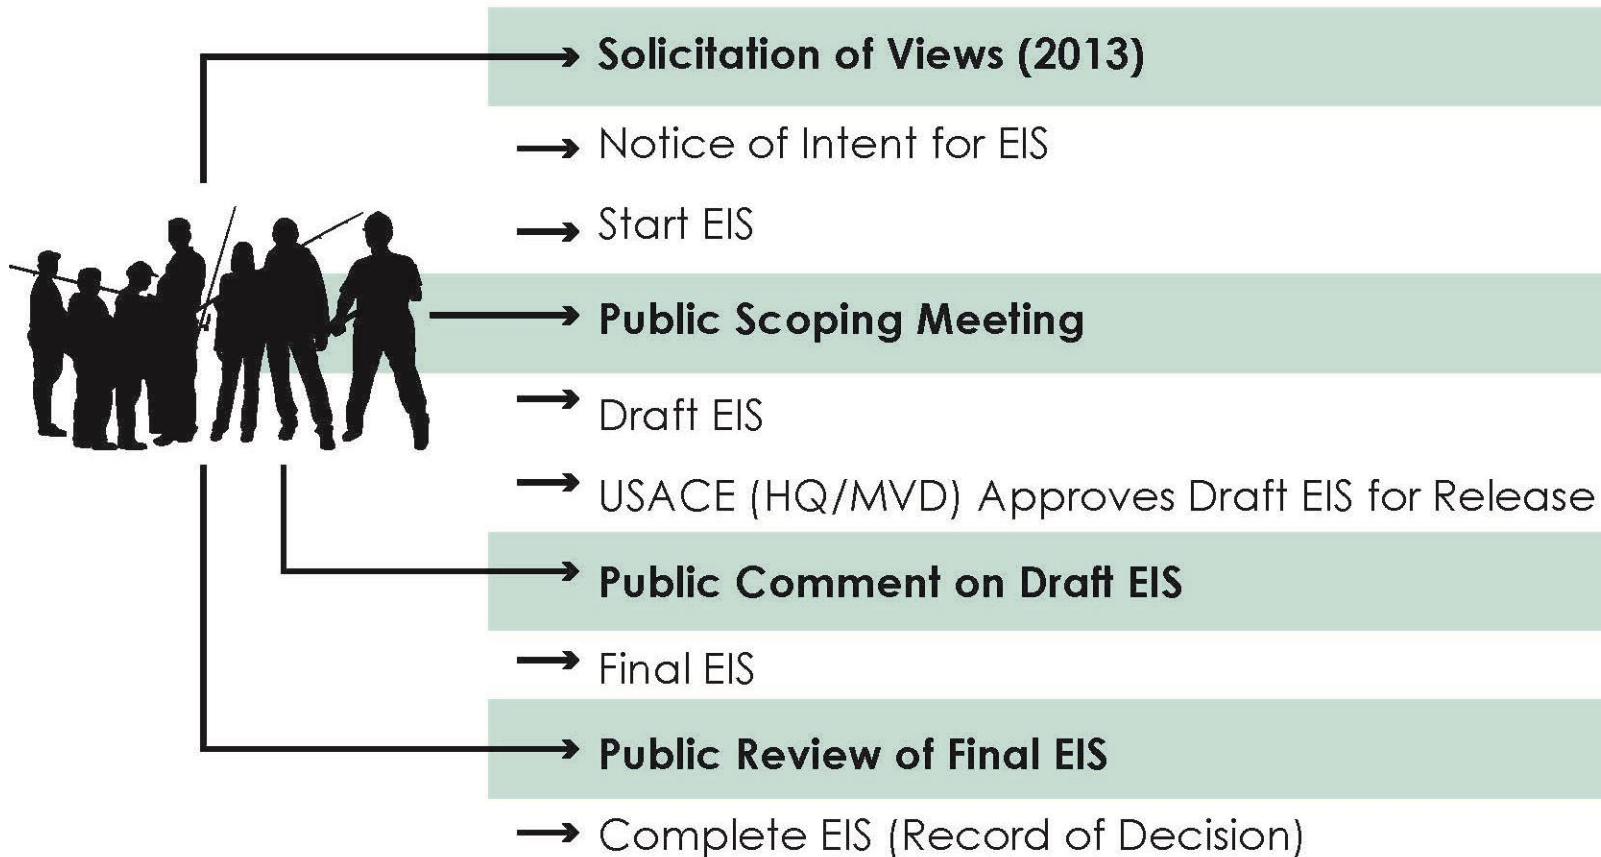 Solicitation of Views (2013)
Notice of Intent for EIS
Start EIS
Public Scoping Meeting
Draft EIS
USACE (HQ/MVD) Approves Draft EIS for Release
Public Comment on Draft EIS
Final EIS
Public Review of Final EIS
Complete EIS (Record of Decision)